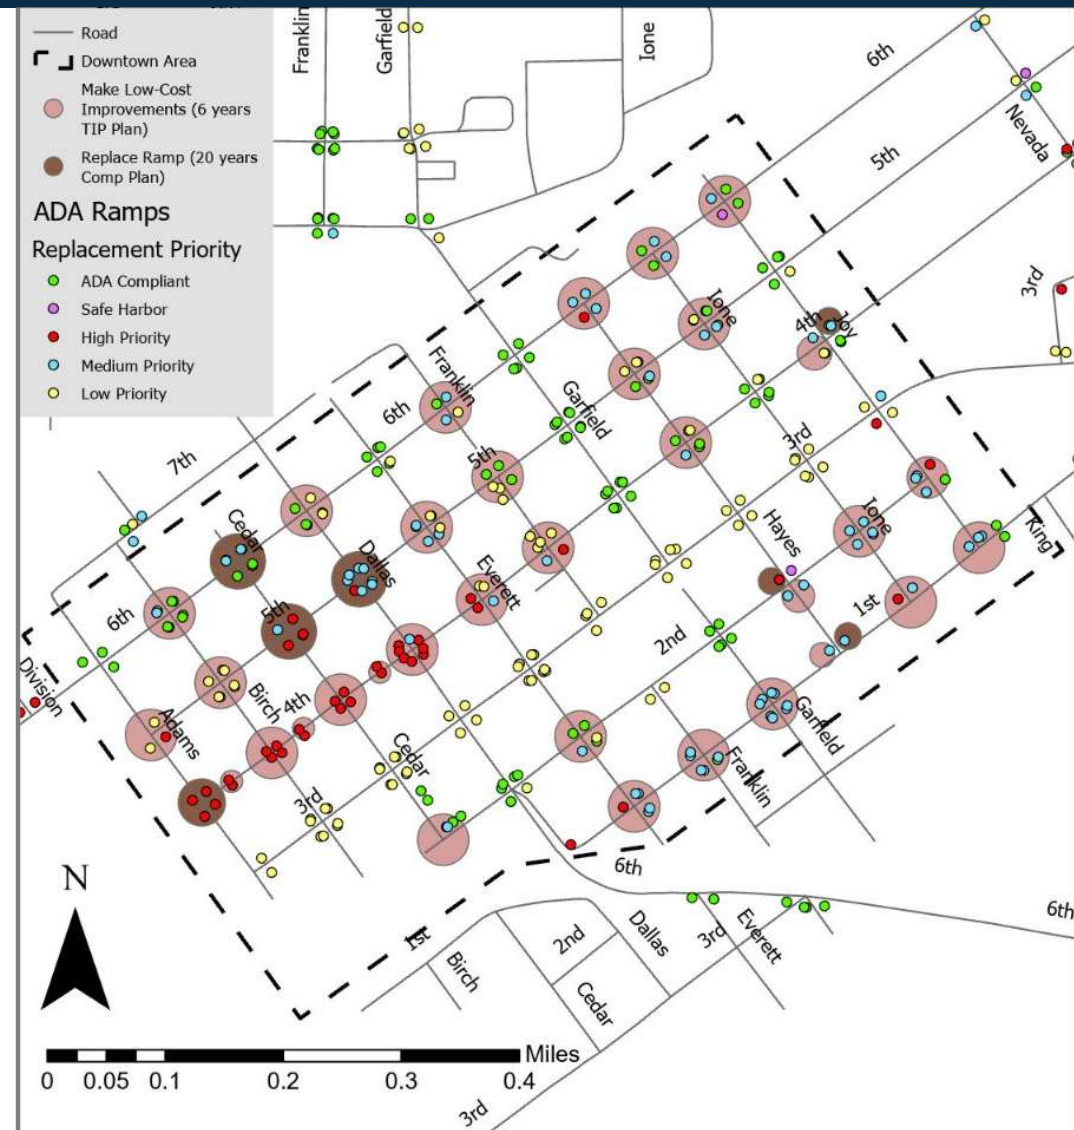 Road
Downtown Area
Make Low-Cost
Improvements (6 years
TIP Plan)
Replace Ramp (20 years
Comp Plan)
ADA Ramps
Replacement Priority
ADA Compliant
Safe Harbor
High Priority
Medium Priority
Low Priority
Franklin
Garfield
Ione
6th
5th
Nevada
3rd
Ione
4th
Joy
Franklin
6th
Garfield
5th
3rd
7th
Cedar
Dallas
Hayes
Ione
King
5th
Everett
1st
6th
2nd
Division
Adams
Birch
4th
Cedar
Garfield
Franklin
3rd
N
6th
6th
1st
2nd
Dallas
3rd
Everett
Birch
Cedar
Miles
0 0.05 0.1 0.2 0.3 0.4
3rd